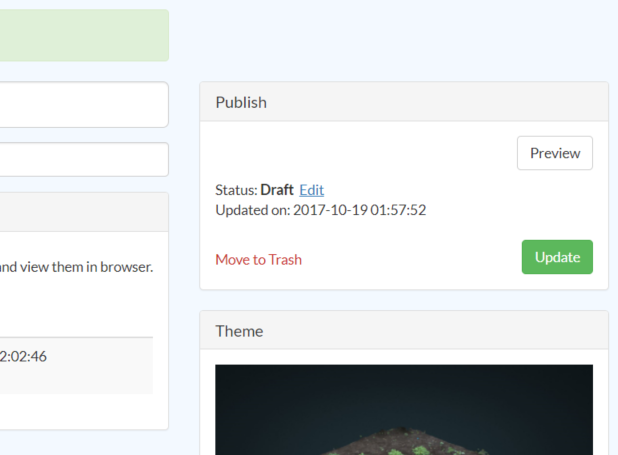 Publish
Preview
Status: Draft Edit
Updated on: 2017-10-19 01:57:52
and view them in browser.
Move to Trash
Update
Theme
2:02:46